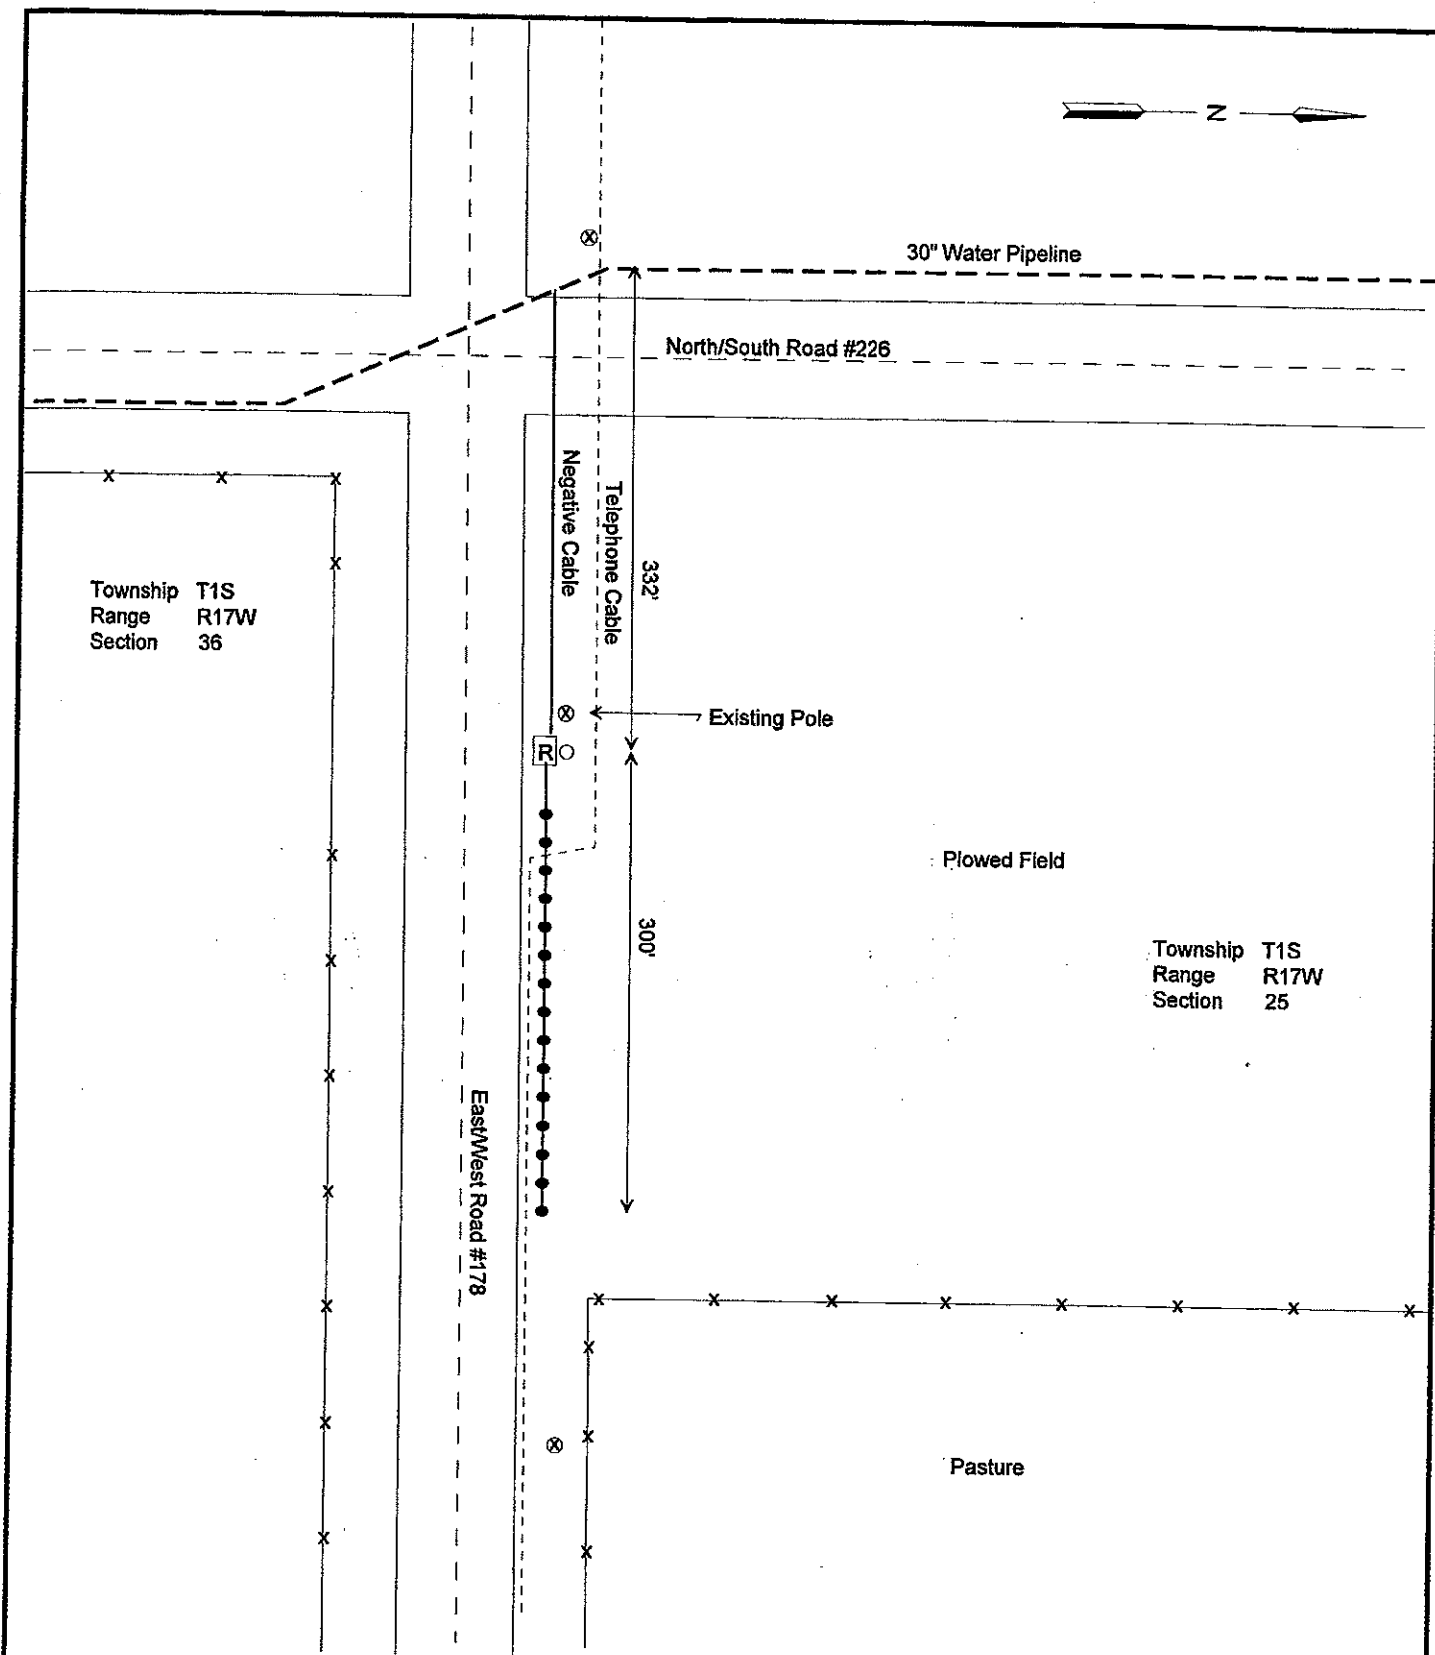 N
30" Water Pipeline
North/South Road #226
Negative Cable
Telephone Cable
332'
Township T1S
Range R17W
Section 36
Existing Pole
R
Plowed Field
300'
Township T1S
Range R17W
Section 25
East/West Road #178
Pasture